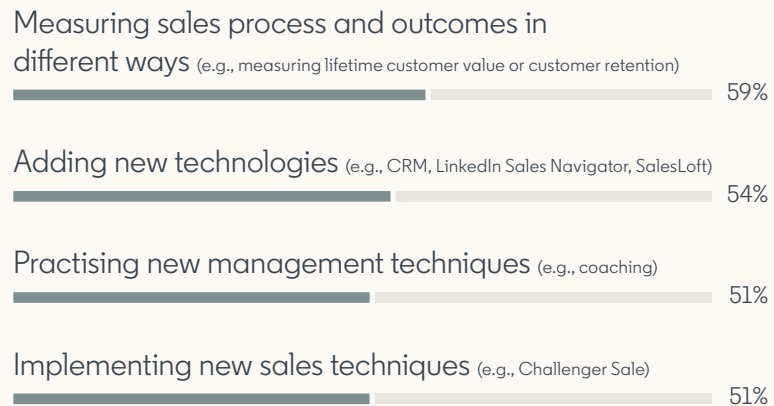 Measuring sales process and outcomes in
different ways (e.g., measuring lifetime customer value or customer retention)
59%
Adding new technologies (e.g., CRM, LinkedIn Sales Navigator, SalesLoft)
54%
Practising new management techniques (e.g., coaching)
51%
Implementing new sales techniques (e.g., Challenger Sale)
51%